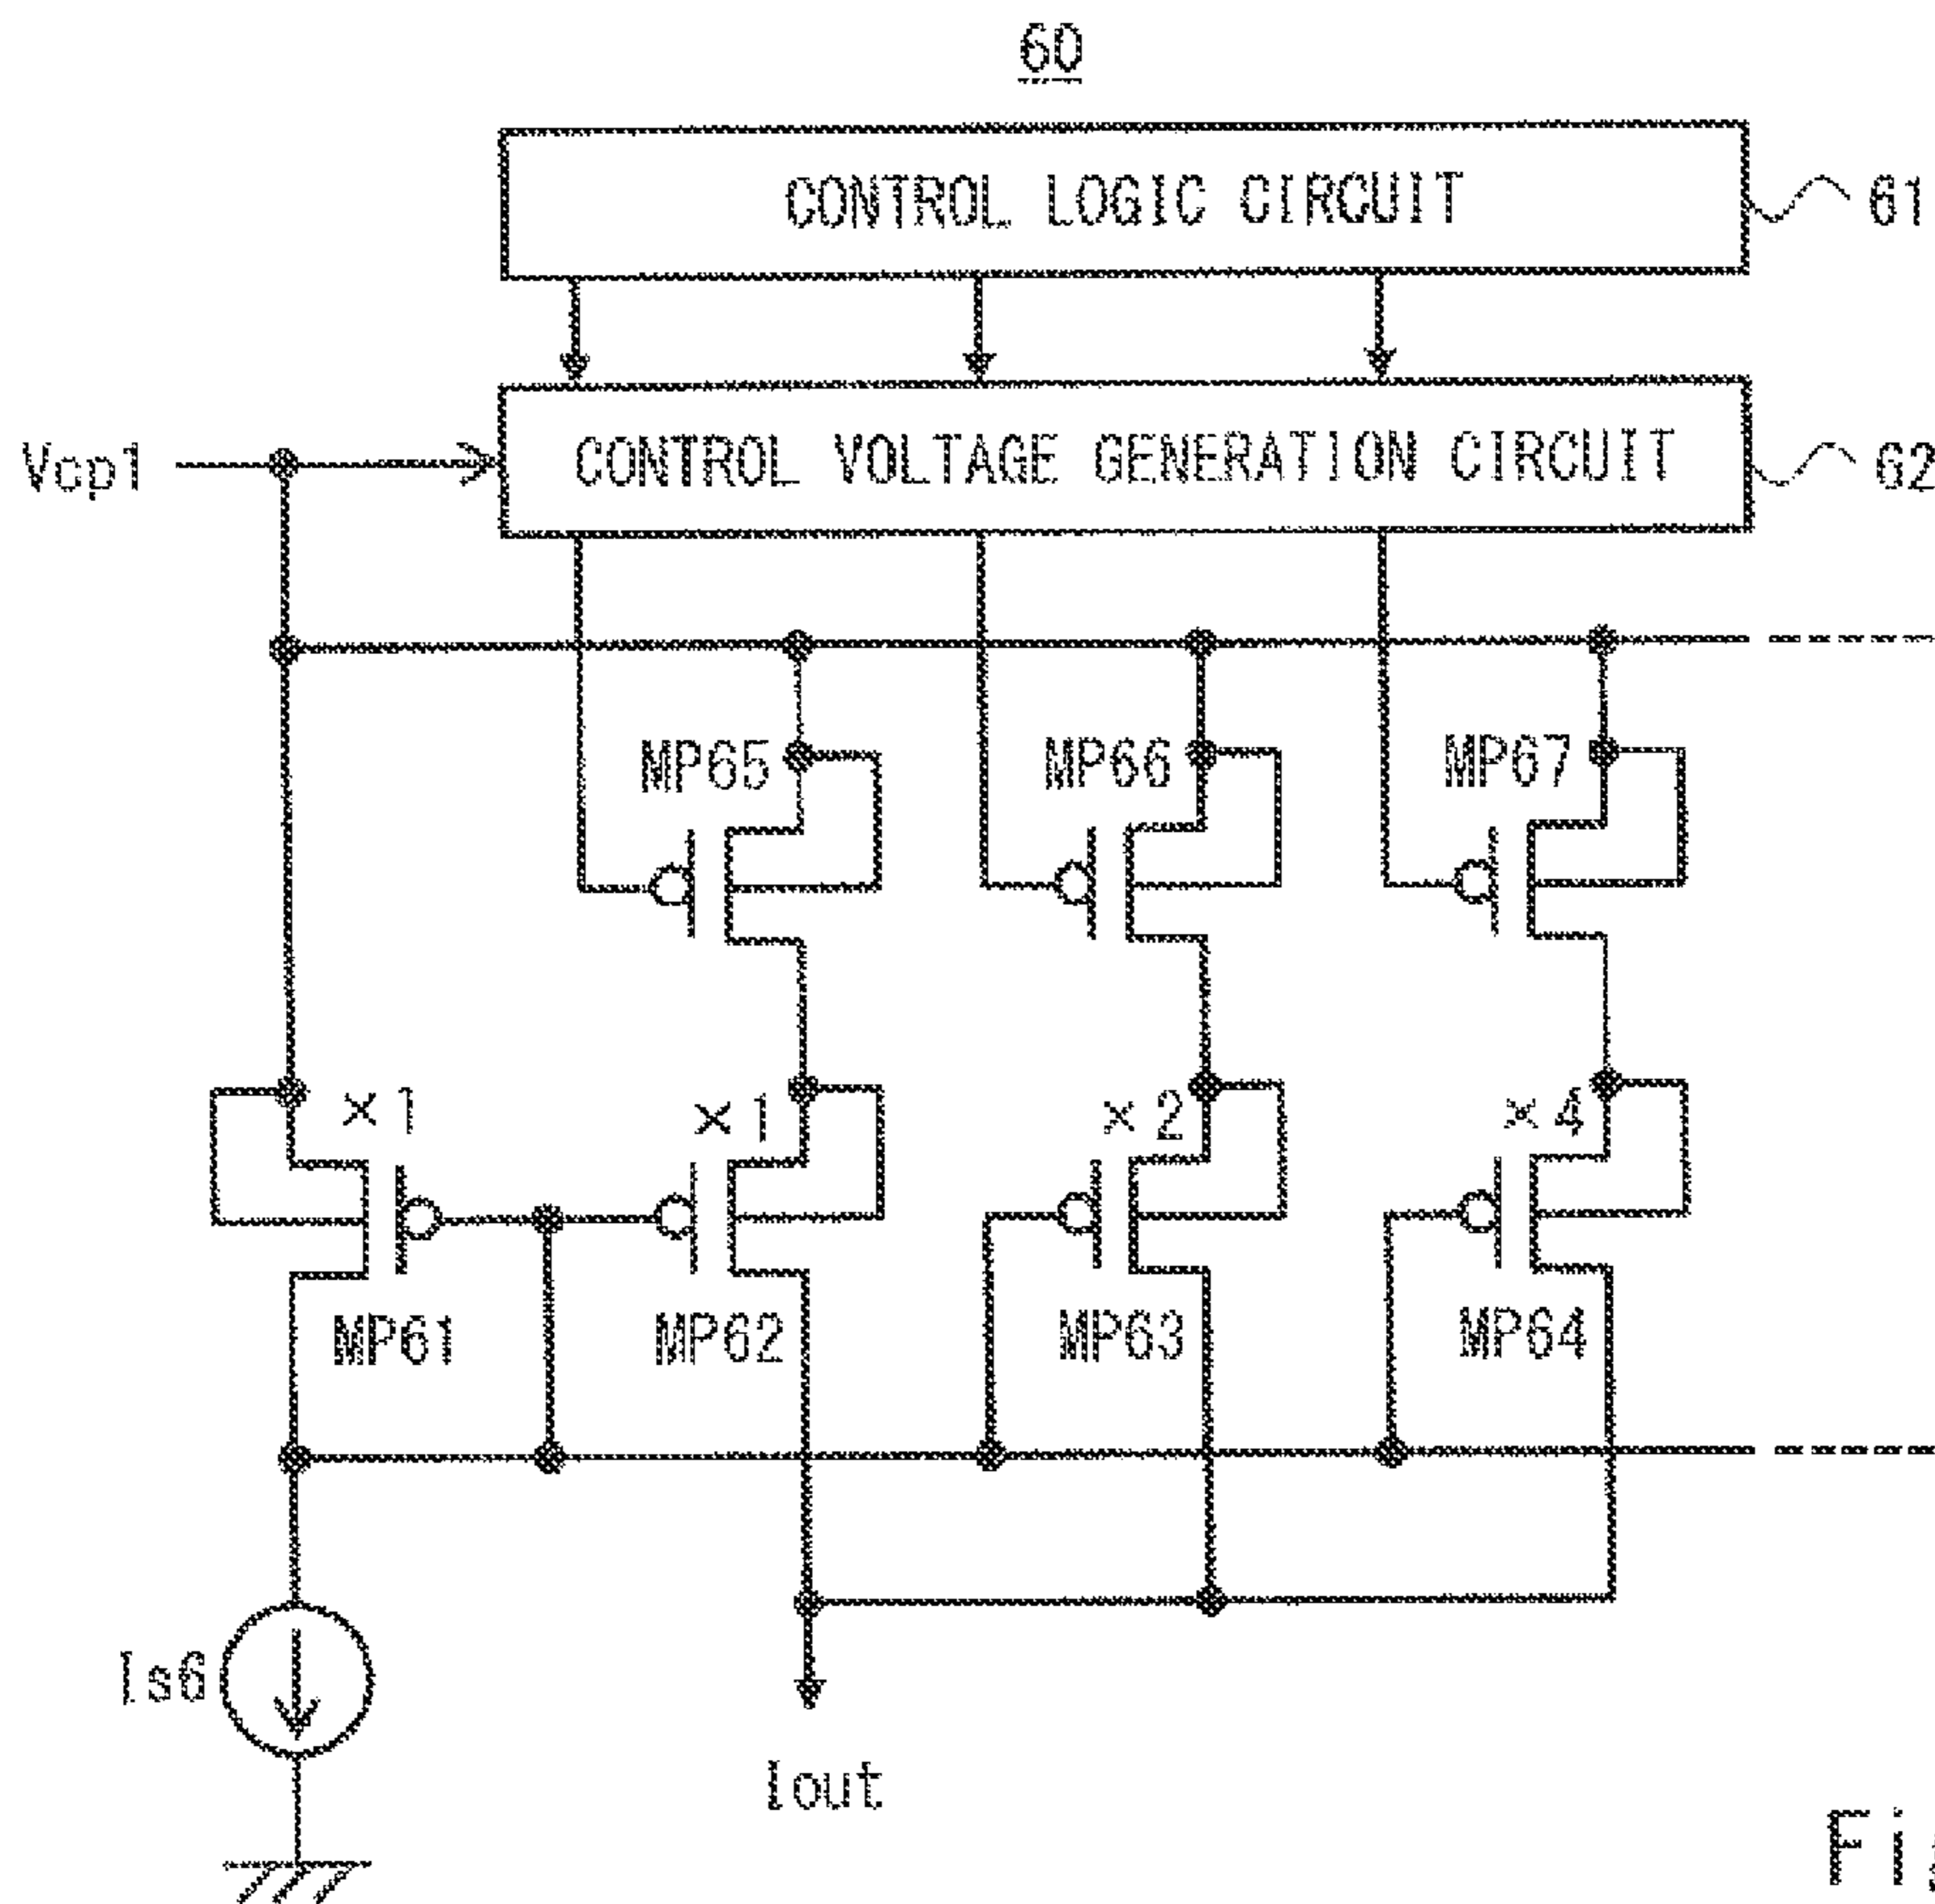 60
CONTROL LOGIC CIRCUIT
61
Vcp1
CONTROL VOLTAGE GENERATION CIRCUIT
62
MP65
MP66
MP67
×1
×1
×2
×4
MP61
MP62
MP63
MP64
Is6
Iout